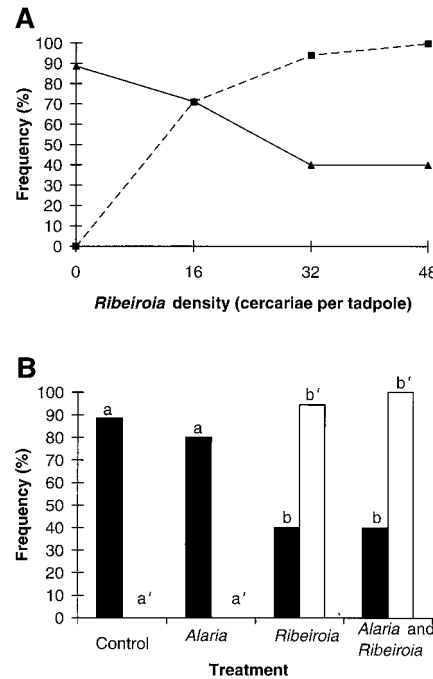 A
100
90
80
70
60
50
40
30
20
10
0
Frequency (%)
0 16 32 48
Ribeiroia density (cercariae per tadpole)
B
100
90
80
70
60
50
40
30
20
10
0
Frequency (%)
a a' a a' b b' b b'
Control Alaria Ribeiroia Alaria and
Ribeiroia
Treatment